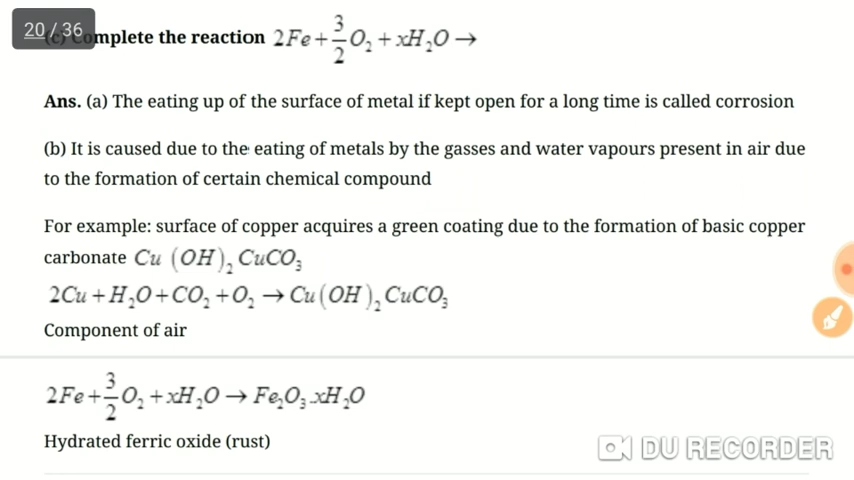 20 / 36
(c) Complete the reaction 2Fe + 3/2 O₂ + xH₂O →
Ans. (a) The eating up of the surface of metal if kept open for a long time is called corrosion
(b) It is caused due to the eating of metals by the gasses and water vapours present in air due
to the formation of certain chemical compound
For example: surface of copper acquires a green coating due to the formation of basic copper
carbonate Cu (OH)₂ CuCO₃
2Cu + H₂O + CO₂ + O₂ → Cu (OH)₂ CuCO₃
Component of air
2Fe + 3/2 O₂ + xH₂O → Fe₂O₃.xH₂O
Hydrated ferric oxide (rust)
DU RECORDER